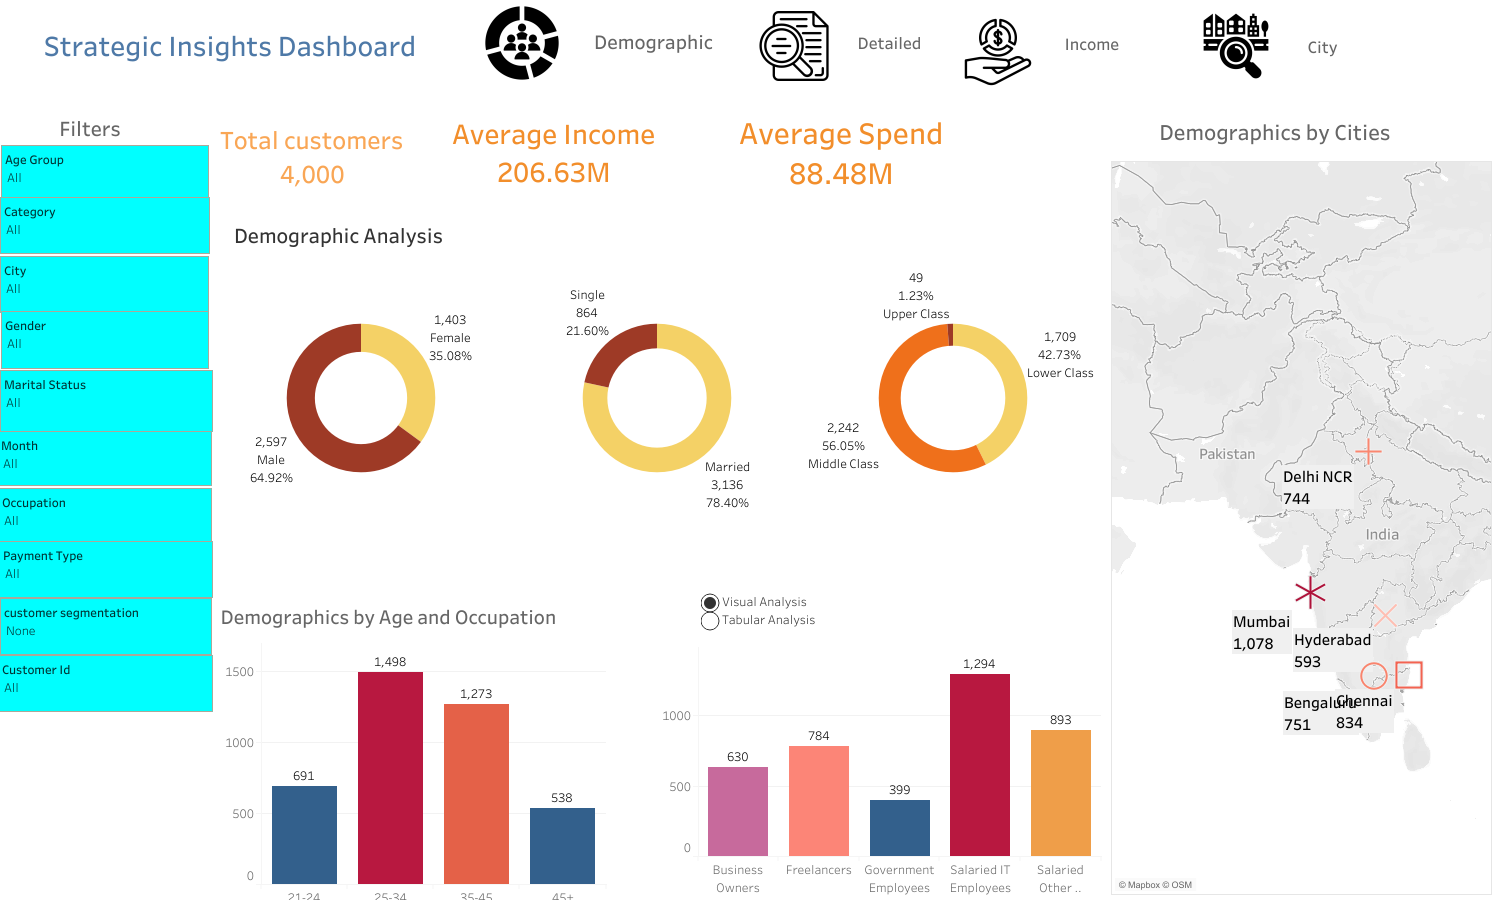 Strategic Insights Dashboard
Demographic
Detailed
Income
City
Filters
Age Group
All
Category
All
City
All
Gender
All
Marital Status
All
Month
All
Occupation
All
Payment Type
All
customer segmentation
None
Customer Id
All
Total customers
4,000
Average Income
206.63M
Average Spend
88.48M
Demographic Analysis
1,403
Female
35.08%
2,597
Male
64.92%
Single
864
21.60%
Married
3,136
78.40%
49
1.23%
Upper Class
1,709
42.73%
Lower Class
2,242
56.05%
Middle Class
Demographics by Age and Occupation
1500
1000
500
0
691
1,498
1,273
538
21-24
25-34
35-45
45+
Visual Analysis
Tabular Analysis
1000
500
0
630
784
399
1,294
893
Business
Owners
Freelancers
Government
Employees
Salaried IT
Employees
Salaried
Other ..
Demographics by Cities
Pakistan
Delhi NCR
744
India
Mumbai
1,078
Hyderabad
593
Bengaluru
751
Chennai
834
© Mapbox © OSM